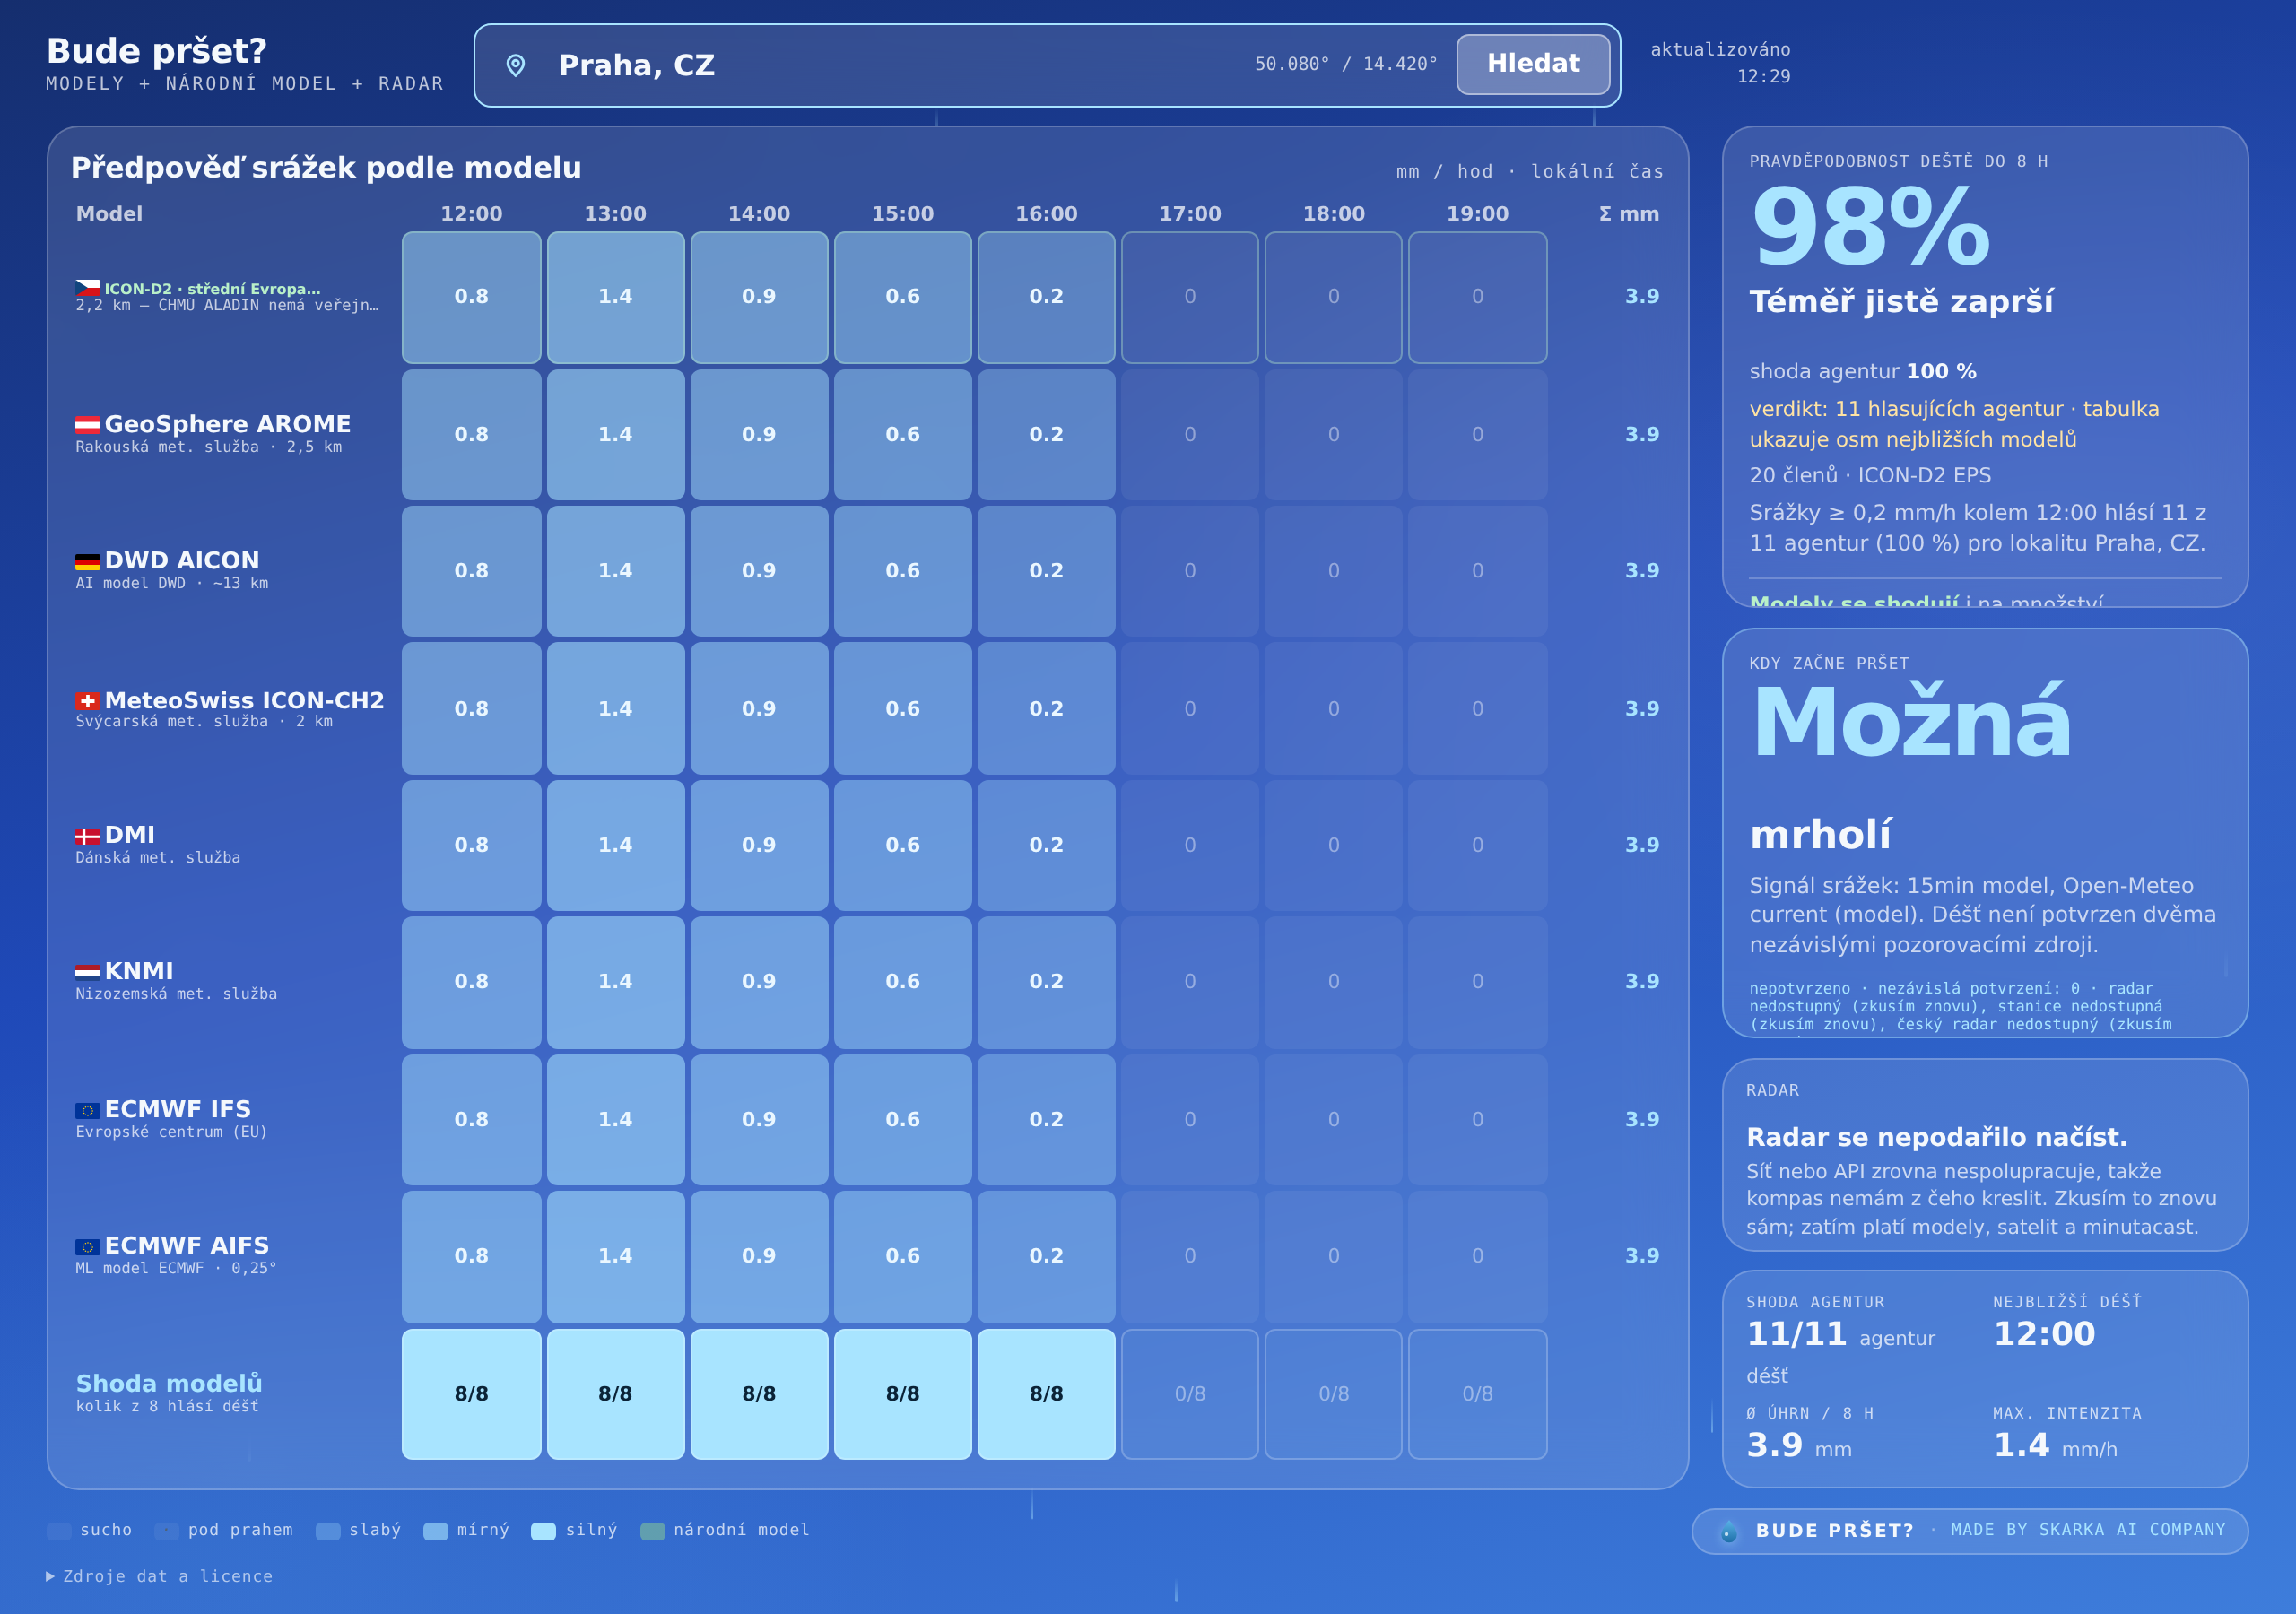 Bude pršet?
MODELY + NÁRODNÍ MODEL + RADAR
Praha, CZ
50.080° / 14.420°
Hledat
aktualizováno
12:29
Předpověď srážek podle modelu
mm / hod · lokální čas
Model 12:00 13:00 14:00 15:00 16:00 17:00 18:00 19:00 Σ mm
ICON-D2 · střední Evropa…
2,2 km — ČHMÚ ALADIN nemá veřejn…
0.8 1.4 0.9 0.6 0.2 0 0 0 3.9
GeoSphere AROME
Rakouská met. služba · 2,5 km
0.8 1.4 0.9 0.6 0.2 0 0 0 3.9
DWD AICON
AI model DWD · ~13 km
0.8 1.4 0.9 0.6 0.2 0 0 0 3.9
MeteoSwiss ICON-CH2
Švýcarská met. služba · 2 km
0.8 1.4 0.9 0.6 0.2 0 0 0 3.9
DMI
Dánská met. služba
0.8 1.4 0.9 0.6 0.2 0 0 0 3.9
KNMI
Nizozemská met. služba
0.8 1.4 0.9 0.6 0.2 0 0 0 3.9
ECMWF IFS
Evropské centrum (EU)
0.8 1.4 0.9 0.6 0.2 0 0 0 3.9
ECMWF AIFS
ML model ECMWF · 0,25°
0.8 1.4 0.9 0.6 0.2 0 0 0 3.9
Shoda modelů
kolik z 8 hlásí déšť
8/8 8/8 8/8 8/8 8/8 0/8 0/8 0/8
PRAVDĚPODOBNOST DEŠTĚ DO 8 H
98%
Téměř jistě zaprší
shoda agentur 100 %
verdikt: 11 hlasujících agentur · tabulka
ukazuje osm nejbližších modelů
20 členů · ICON-D2 EPS
Srážky ≥ 0,2 mm/h kolem 12:00 hlásí 11 z
11 agentur (100 %) pro lokalitu Praha, CZ.
Modely se shodují i na množství
KDY ZAČNE PRŠET
Možná
mrholí
Signál srážek: 15min model, Open-Meteo
current (model). Déšť není potvrzen dvěma
nezávislými pozorovacími zdroji.
nepotvrzeno · nezávislá potvrzení: 0 · radar
nedostupný (zkusím znovu), stanice nedostupná
(zkusím znovu), český radar nedostupný (zkusím
RADAR
Radar se nepodařilo načíst.
Síť nebo API zrovna nespolupracuje, takže
kompas nemám z čeho kreslit. Zkusím to znovu
sám; zatím platí modely, satelit a minutacast.
SHODA AGENTUR
11/11 agentur
déšť
NEJBLIŽŠÍ DÉŠŤ
12:00
Ø ÚHRN / 8 H
3.9 mm
MAX. INTENZITA
1.4 mm/h
sucho pod prahem slabý mírný silný národní model
BUDE PRŠET? · MADE BY SKARKA AI COMPANY
▶ Zdroje dat a licence